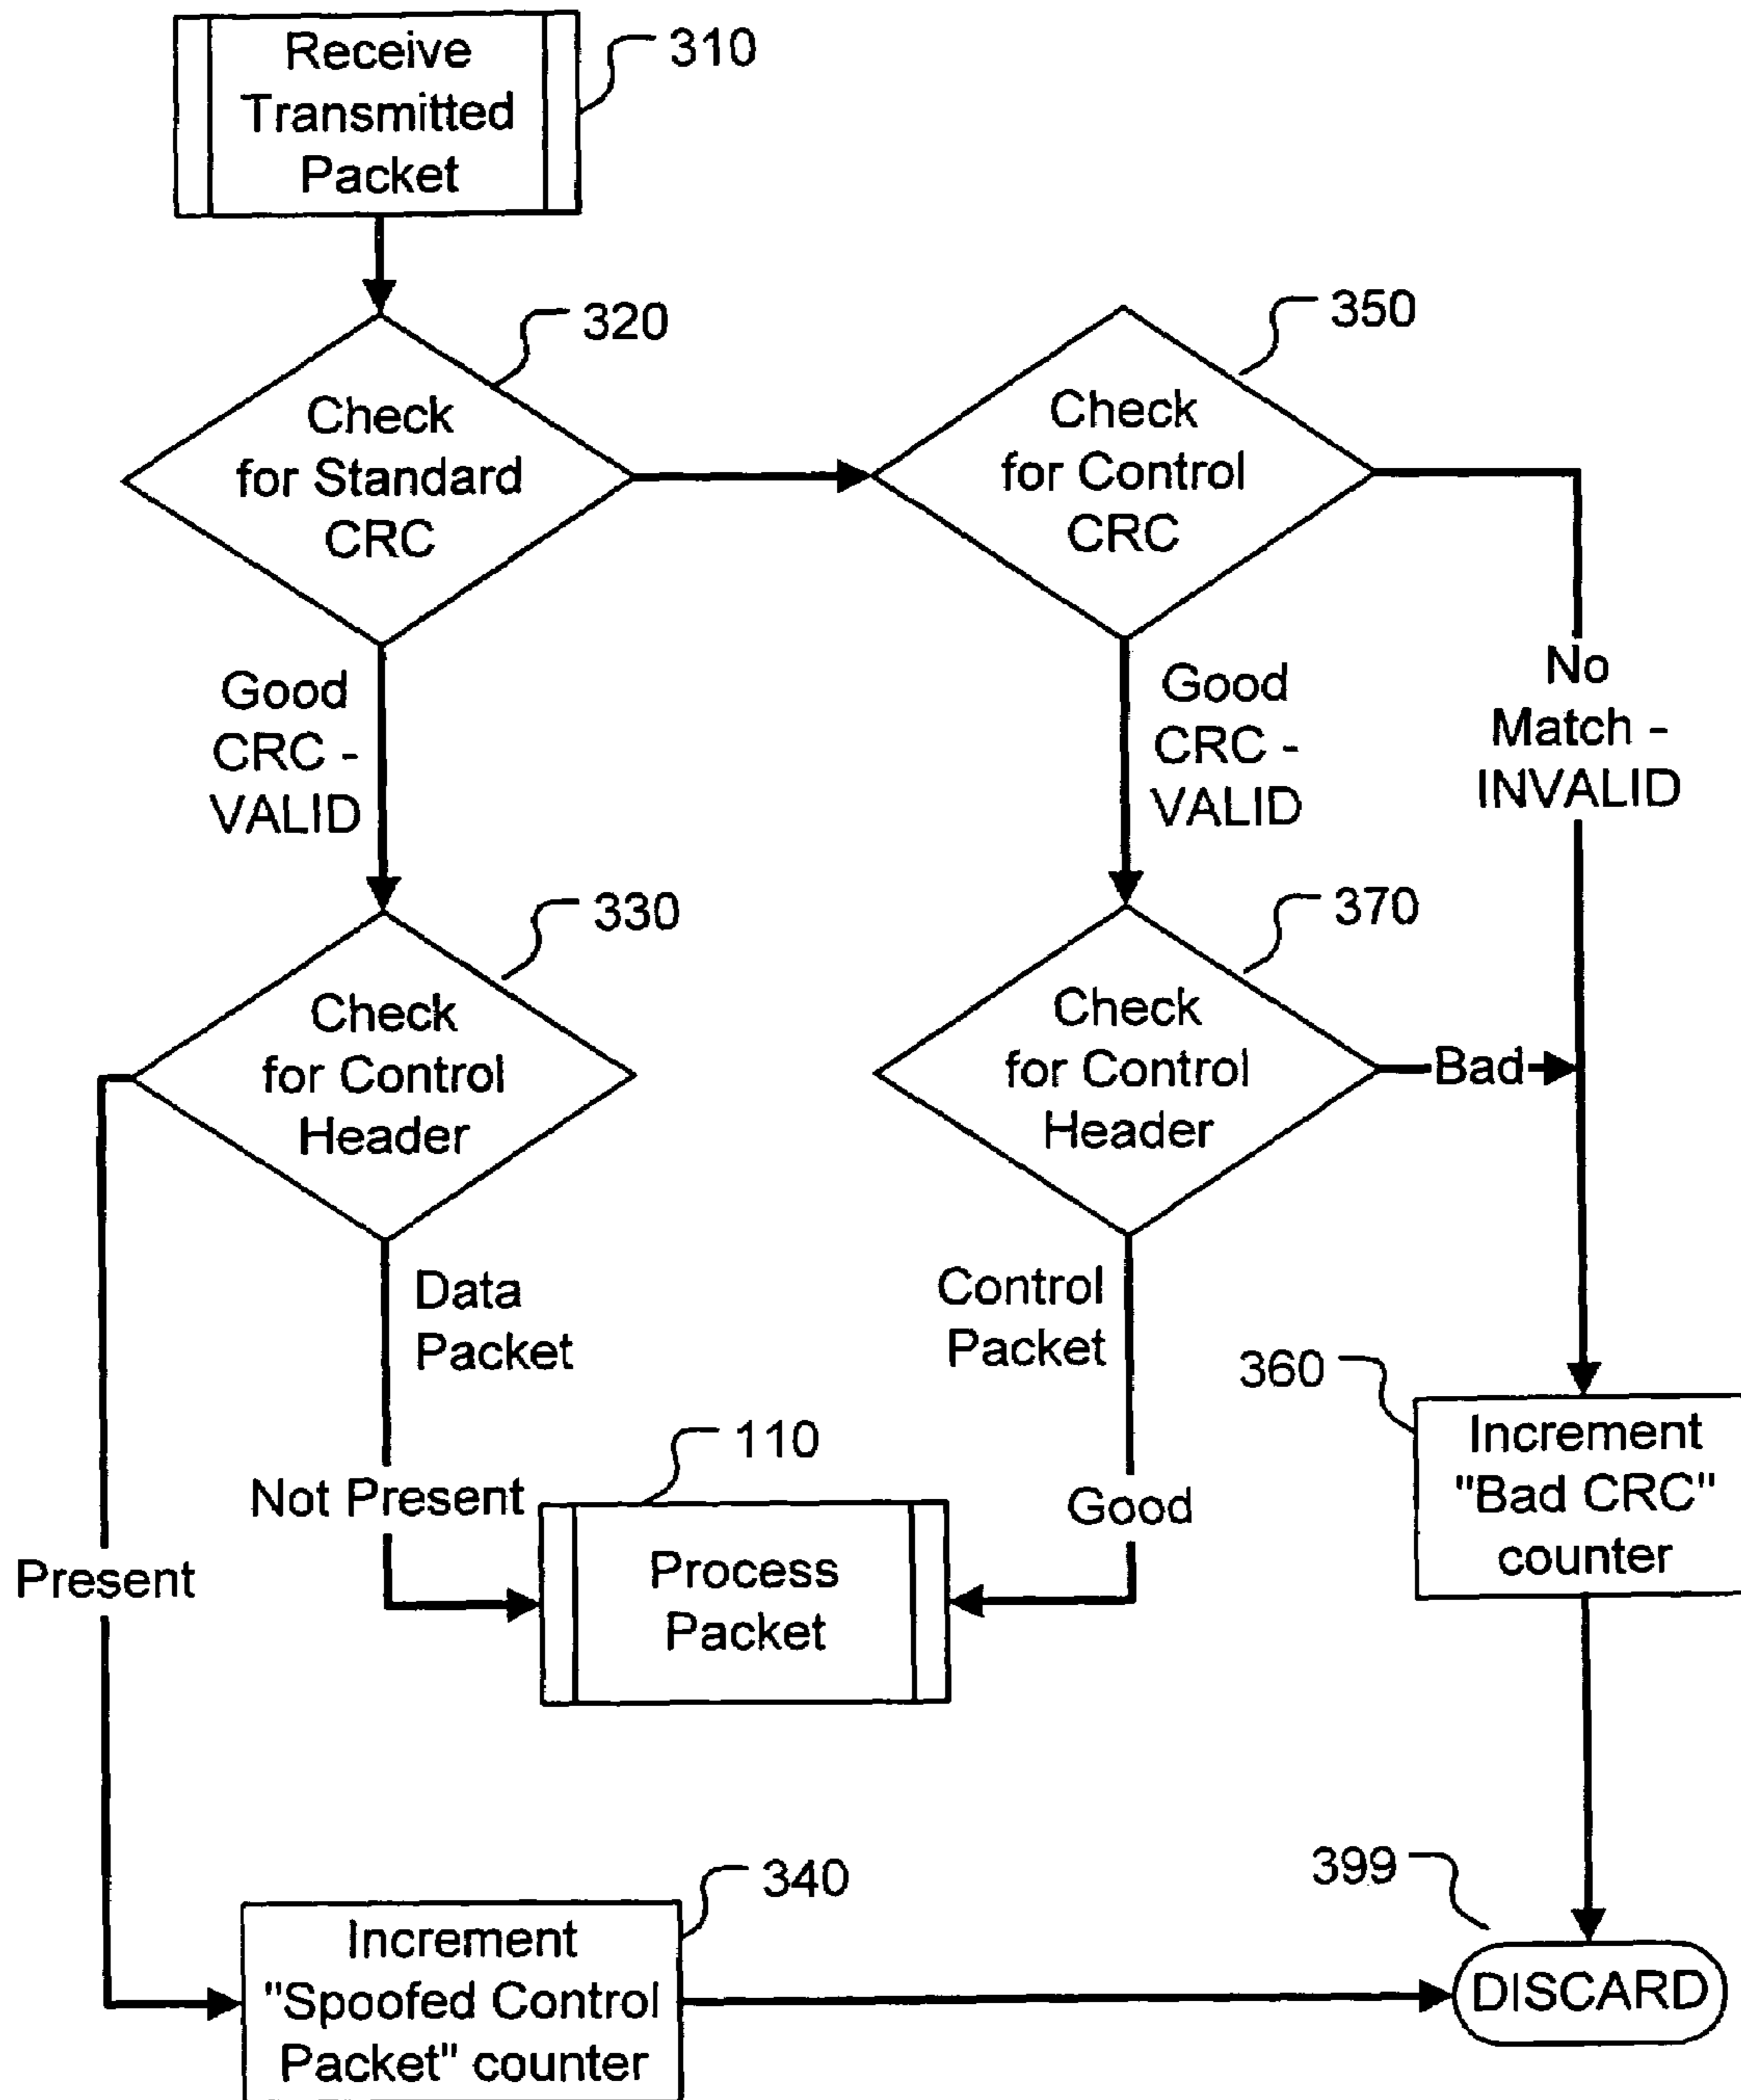 Receive
Transmitted
Packet
310
Check
for Standard
CRC
320
Check
for Control
CRC
350
Good
CRC -
VALID
Good
CRC -
VALID
No
Match -
INVALID
Check
for Control
Header
330
Check
for Control
Header
370
Bad
Data
Packet
Not Present
Control
Packet
Good
Present
110
Process
Packet
360
Increment
"Bad CRC"
counter
340
Increment
"Spoofed Control
Packet" counter
399
DISCARD